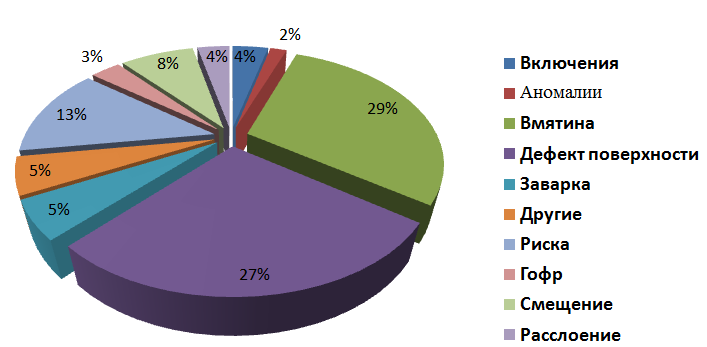 4%
2%
29%
27%
5%
5%
13%
3%
8%
4%
Включения
Аномалии
Вмятина
Дефект поверхности
Заварка
Другие
Риска
Гофр
Смещение
Расслоение